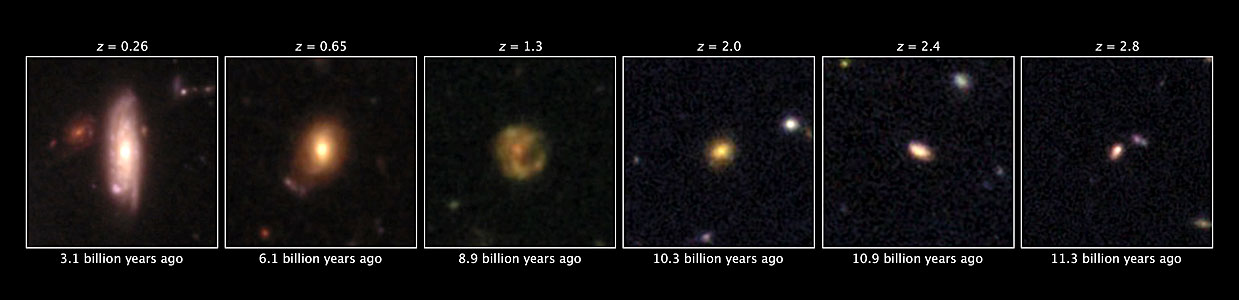 z = 0.26 z = 0.65 z = 1.3 z = 2.0 z = 2.4 z = 2.8
3.1 billion years ago 6.1 billion years ago 8.9 billion years ago 10.3 billion years ago 10.9 billion years ago 11.3 billion years ago